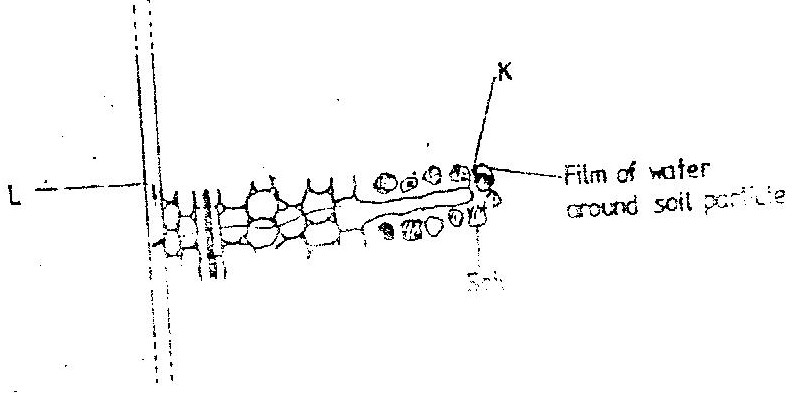 K
Film of water
around soil particle
L